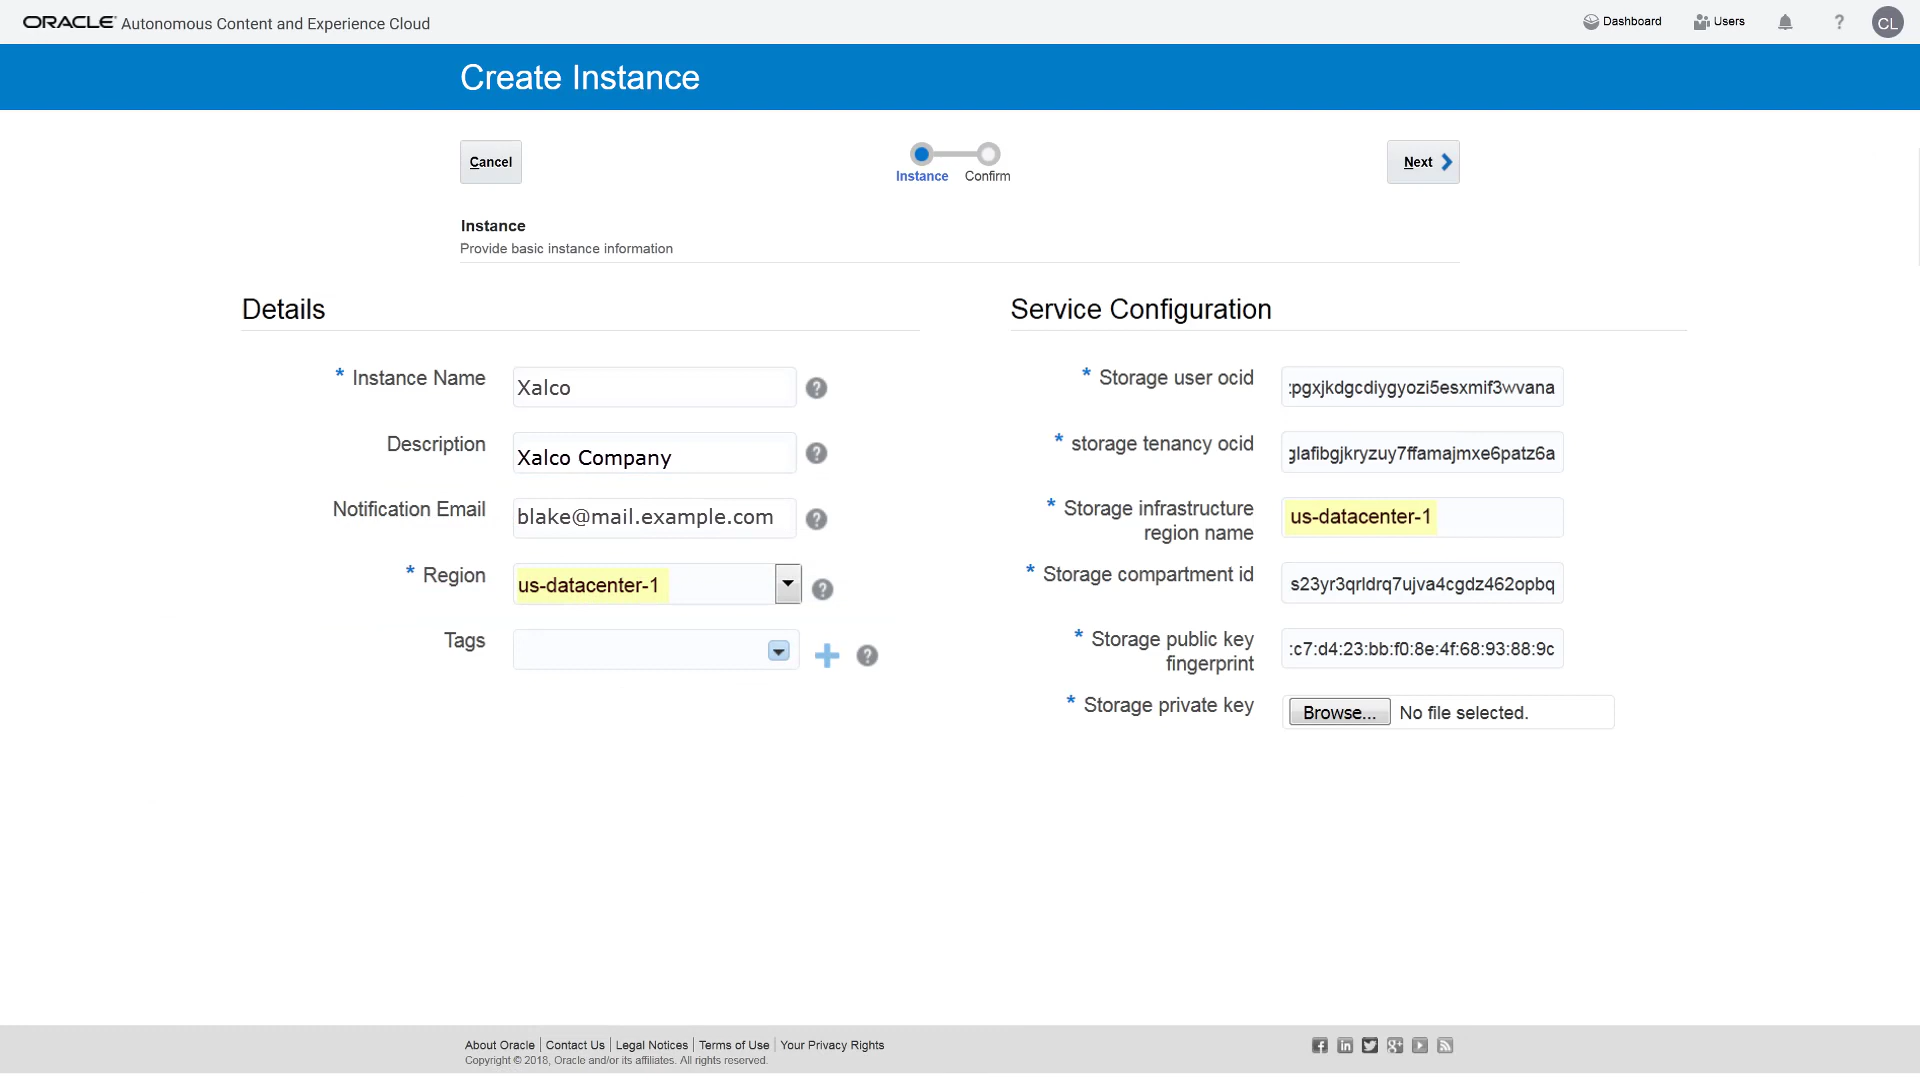 ORACLE Autonomous Content and Experience Cloud
Dashboard
Users
?
CL
Create Instance
Cancel
Instance
Confirm
Next
Instance
Provide basic instance information
Details
* Instance Name
Xalco
?
Description
Xalco Company
?
Notification Email
blake@mail.example.com
?
* Region
us-datacenter-1
?
Tags
?
Service Configuration
* Storage user ocid
:pgxjkdgcdiygyozi5esxmif3wvana
* storage tenancy ocid
glafibgjkryzuy7ffamajmxe6patz6a
* Storage infrastructure
region name
us-datacenter-1
* Storage compartment id
s23yr3qrldrq7ujva4cgdz462opbq
* Storage public key
fingerprint
:c7:d4:23:bb:f0:8e:4f:68:93:88:9c
* Storage private key
Browse... No file selected.
About Oracle | Contact Us | Legal Notices | Terms of Use | Your Privacy Rights
Copyright © 2018, Oracle and/or its affiliates. All rights reserved.